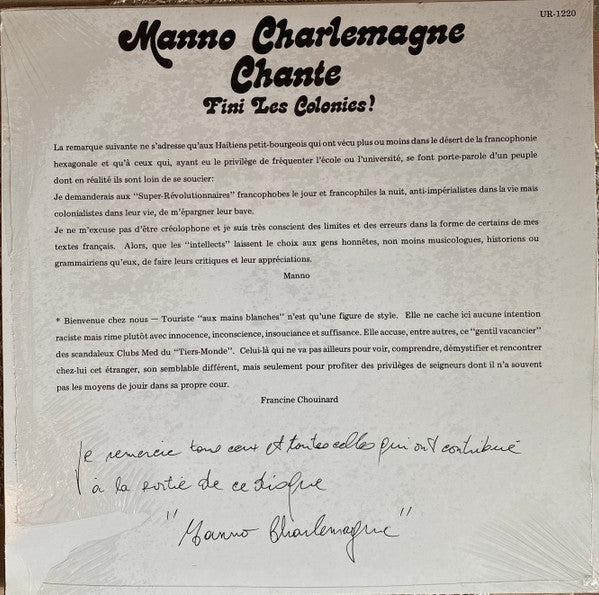 UR-1220
Manno Charlemagne
Chante
Fini Les Colonies!
La remarque suivante ne s'adresse qu'aux Haïtiens petit-bourgeois qui ont vécu plus ou moins dans le désert de la francophonie
hexagonale et qu'à ceux qui, ayant eu le privilège de fréquenter l'école ou l'université, se font porte-parole d'un peuple
dont en réalité ils sont loin de se soucier:
Je demanderais aux "Super-Révolutionnaires" francophobes le jour et francophiles la nuit, anti-impérialistes dans la vie mais
colonialistes dans leur vie, de m'épargner leur bave.
Je ne m'excuse pas d'être créolophone et je suis très conscient des limites et des erreurs dans la forme de certains de mes
textes français. Alors, que les "intellects" laissent le choix aux gens honnêtes, non moins musicologues, historiens ou
grammairiens qu'eux, de faire leurs critiques et leur appréciations.
Manno
* Bienvenue chez nous — Touriste "aux mains blanches" n'est qu'une figure de style. Elle ne cache ici aucune intention
raciste mais rime plutôt avec innocence, inconscience, insouciance et suffisance. Elle accuse, entre autres, ce "gentil vacancier"
des scandaleux Clubs Med du "Tiers-Monde". Celui-là qui ne va pas ailleurs pour voir, comprendre, démystifier et rencontrer
chez-lui cet étranger, son semblable différent, mais seulement pour profiter des privilèges de seigneurs dont il n'a souvent
pas les moyens de jouir dans sa propre cour.
Francine Chouinard
Je remercie tous ceux et toutes celles qui ont contribué
à la sortie de ce disque
"Manno Charlemagne"